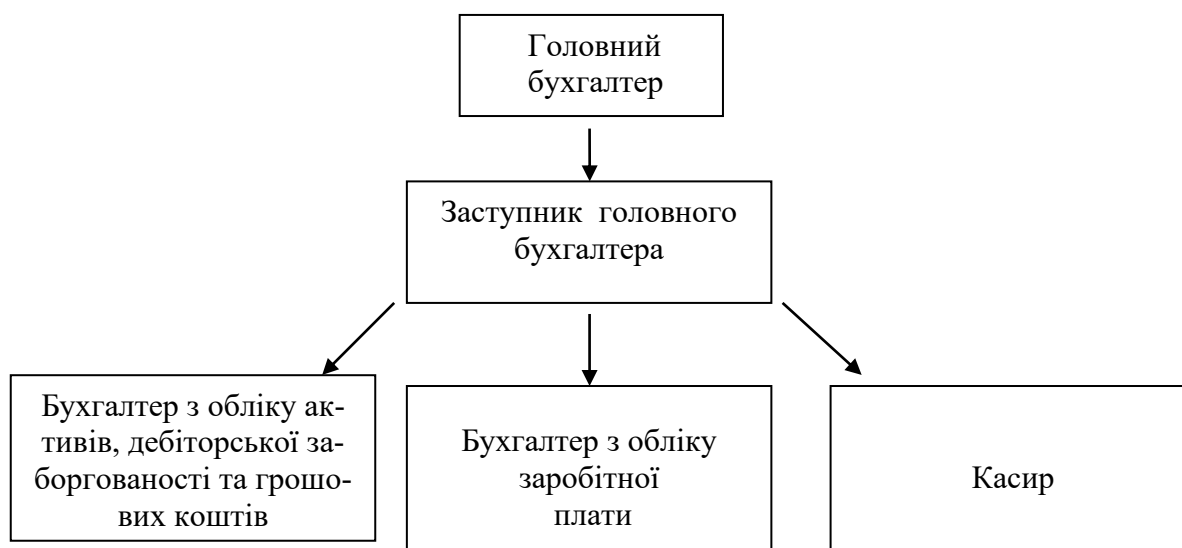 Головний
бухгалтер
Заступник головного
бухгалтера
Бухгалтер з обліку ак-
тивів, дебіторської за-
боргованості та грошо-
вих коштів
Бухгалтер з обліку
заробітної
плати
Касир